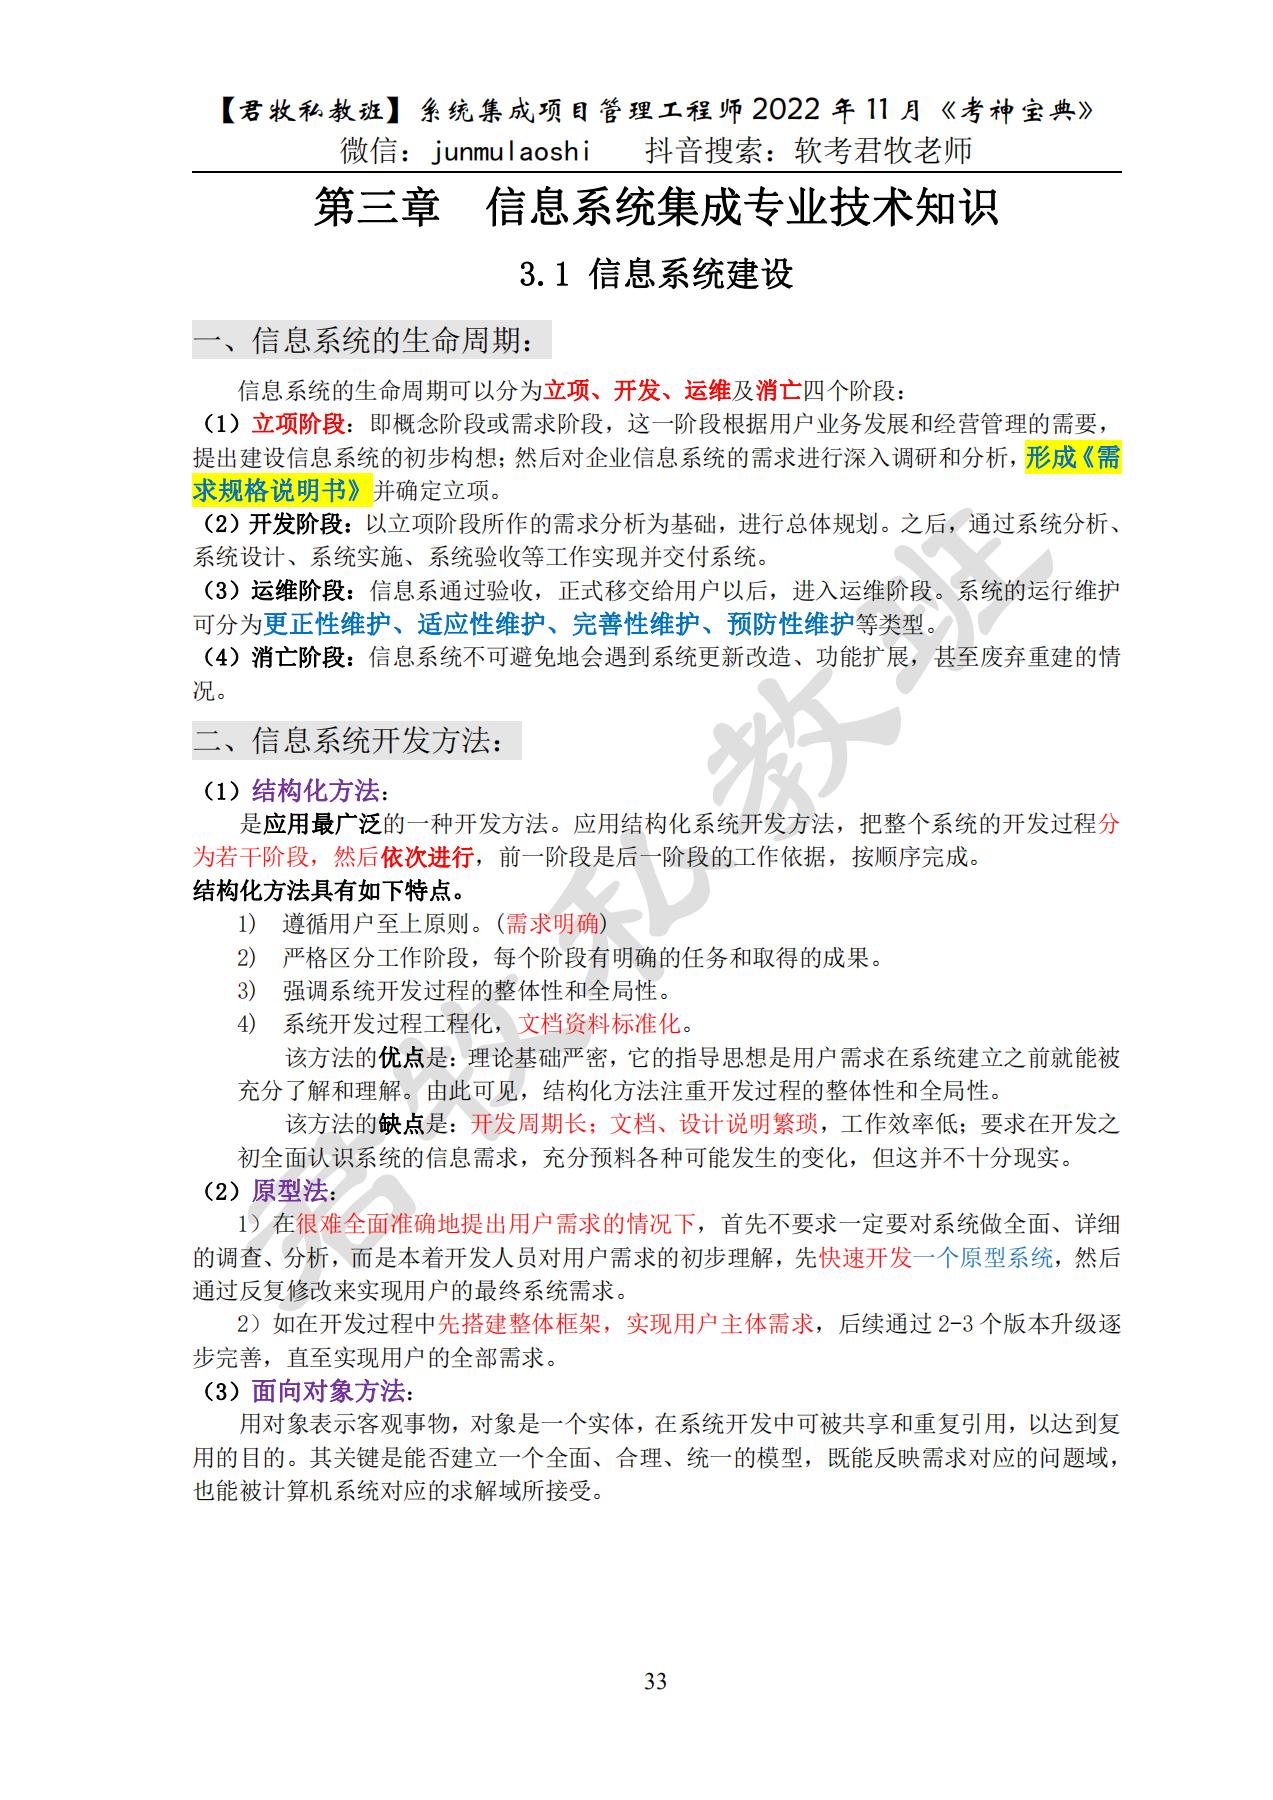 【君牧私教班】系统集成项目管理工程师 2022 年 11 月《考神宝典》
微信：junmulaoshi 抖音搜索：软考君牧老师
第三章 信息系统集成专业技术知识
3.1 信息系统建设
一、信息系统的生命周期：
信息系统的生命周期可以分为立项、开发、运维及消亡四个阶段：
（1）立项阶段：即概念阶段或需求阶段，这一阶段根据用户业务发展和经营管理的需要，
提出建设信息系统的初步构想；然后对企业信息系统的需求进行深入调研和分析，形成《需
求规格说明书》并确定立项。
（2）开发阶段：以立项阶段所作的需求分析为基础，进行总体规划。之后，通过系统分析、
系统设计、系统实施、系统验收等工作实现并交付系统。
（3）运维阶段：信息系通过验收，正式移交给用户以后，进入运维阶段。系统的运行维护
可分为更正性维护、适应性维护、完善性维护、预防性维护等类型。
（4）消亡阶段：信息系统不可避免地会遇到系统更新改造、功能扩展，甚至废弃重建的情
况。
二、信息系统开发方法：
（1）结构化方法：
是应用最广泛的一种开发方法。应用结构化系统开发方法，把整个系统的开发过程分
为若干阶段，然后依次进行，前一阶段是后一阶段的工作依据，按顺序完成。
结构化方法具有如下特点。
1) 遵循用户至上原则。(需求明确)
2) 严格区分工作阶段，每个阶段有明确的任务和取得的成果。
3) 强调系统开发过程的整体性和全局性。
4) 系统开发过程工程化，文档资料标准化。
该方法的优点是：理论基础严密，它的指导思想是用户需求在系统建立之前就能被
充分了解和理解。由此可见，结构化方法注重开发过程的整体性和全局性。
该方法的缺点是：开发周期长；文档、设计说明繁琐，工作效率低；要求在开发之
初全面认识系统的信息需求，充分预料各种可能发生的变化，但这并不十分现实。
（2）原型法：
1）在很难全面准确地提出用户需求的情况下，首先不要求一定要对系统做全面、详细
的调查、分析，而是本着开发人员对用户需求的初步理解，先快速开发一个原型系统，然后
通过反复修改来实现用户的最终系统需求。
2）如在开发过程中先搭建整体框架，实现用户主体需求，后续通过 2-3 个版本升级逐
步完善，直至实现用户的全部需求。
（3）面向对象方法：
用对象表示客观事物，对象是一个实体，在系统开发中可被共享和重复引用，以达到复
用的目的。其关键是能否建立一个全面、合理、统一的模型，既能反映需求对应的问题域，
也能被计算机系统对应的求解域所接受。
君牧私教班
33